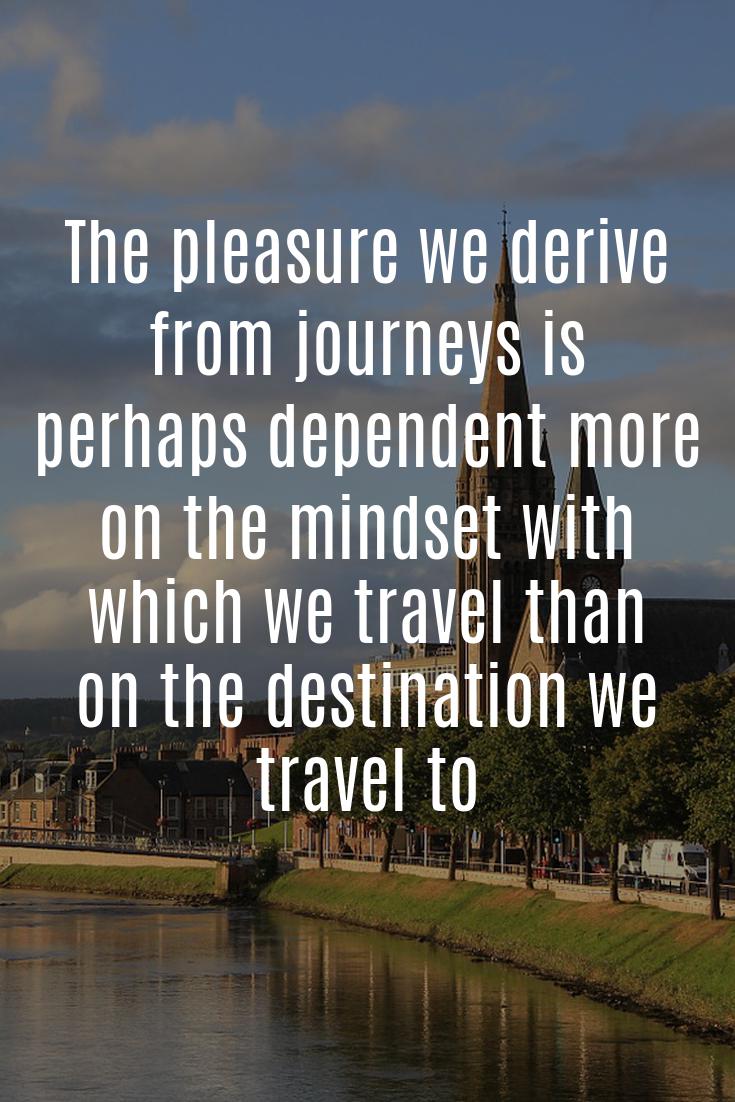 The pleasure we derive
from journeys is
perhaps dependent more
on the mindset with
which we travel than
on the destination we
travel to